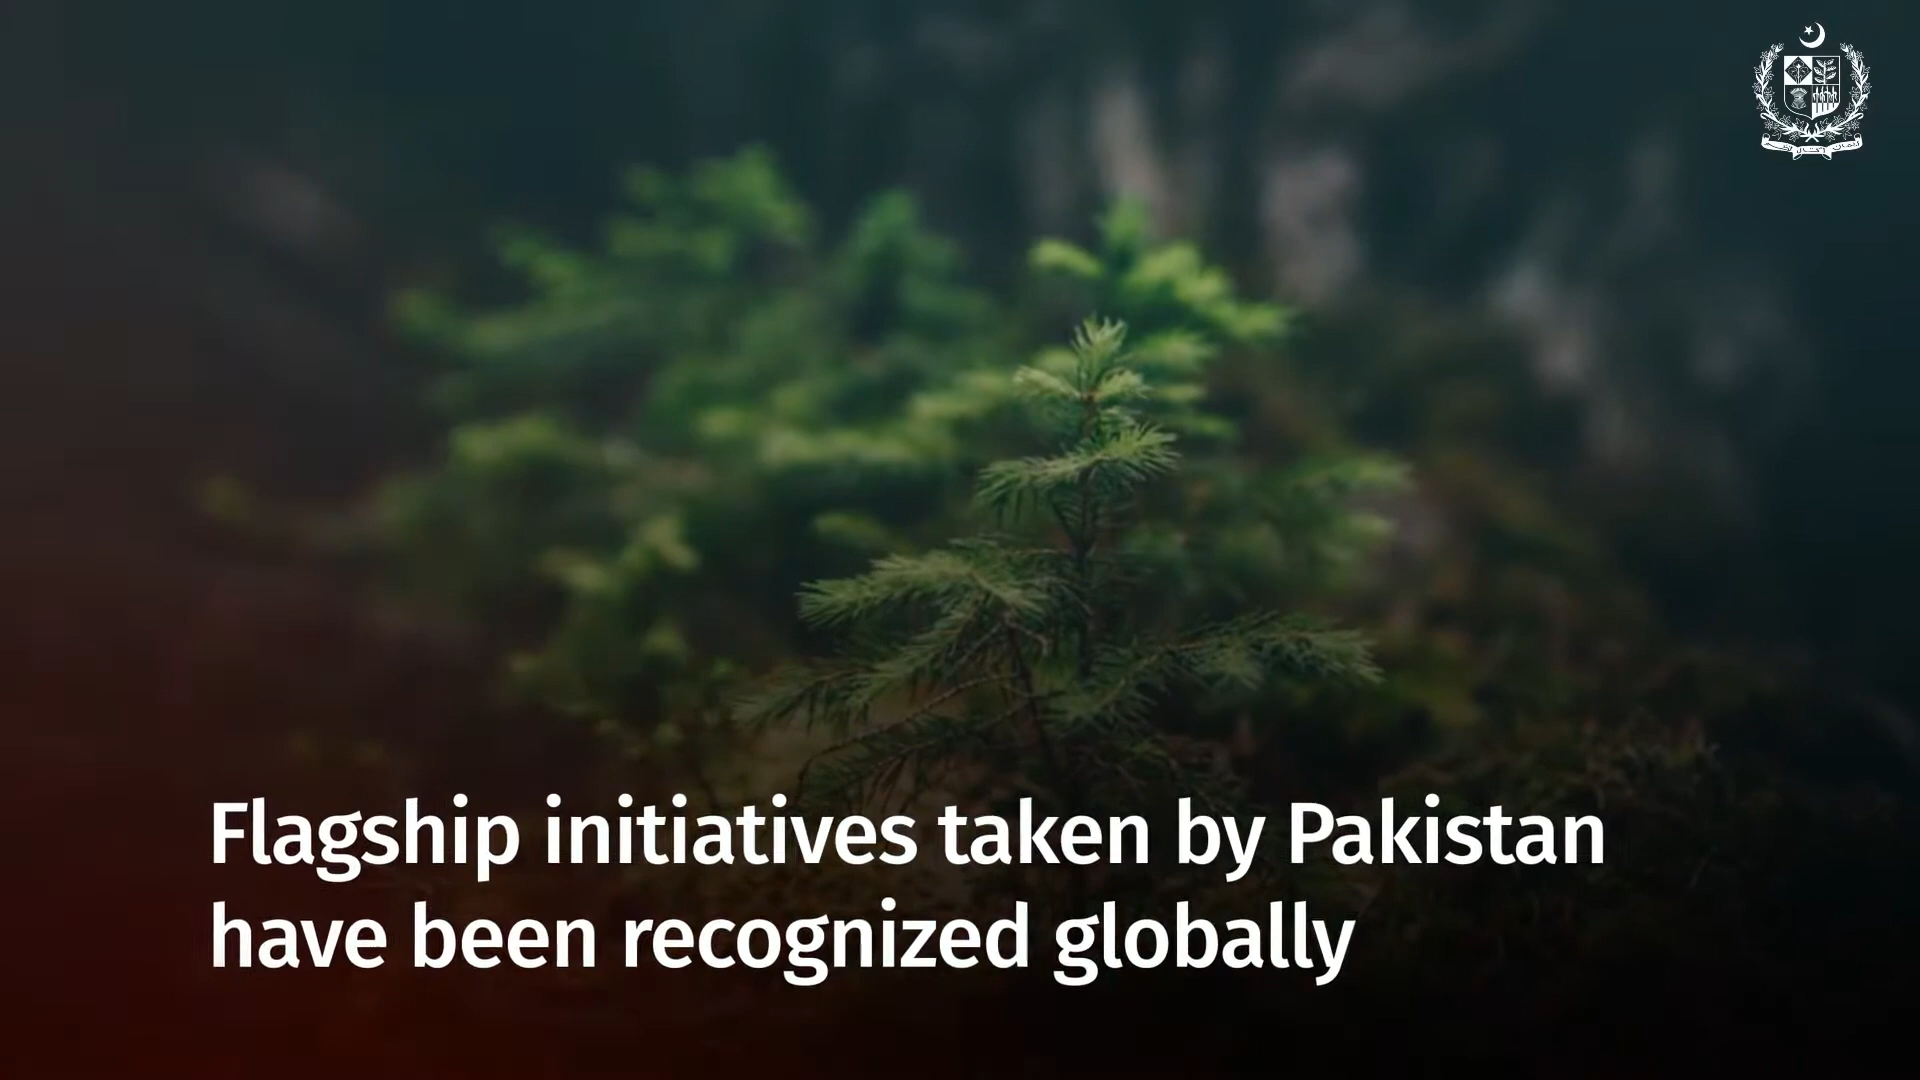 Flagship initiatives taken by Pakistan
have been recognized globally